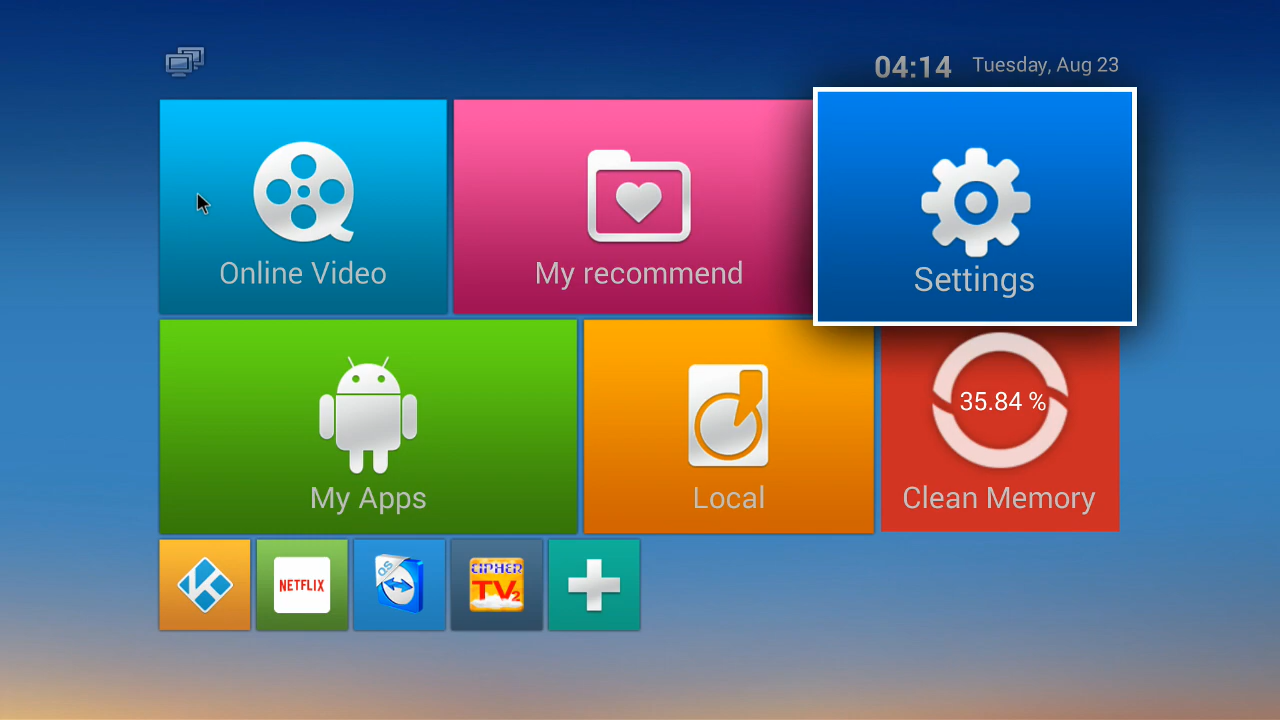 04:14 Tuesday, Aug 23
Online Video
My recommend
Settings
35.84 %
My Apps
Local
Clean Memory
NETFLIX
QS
CIPHER
TV2